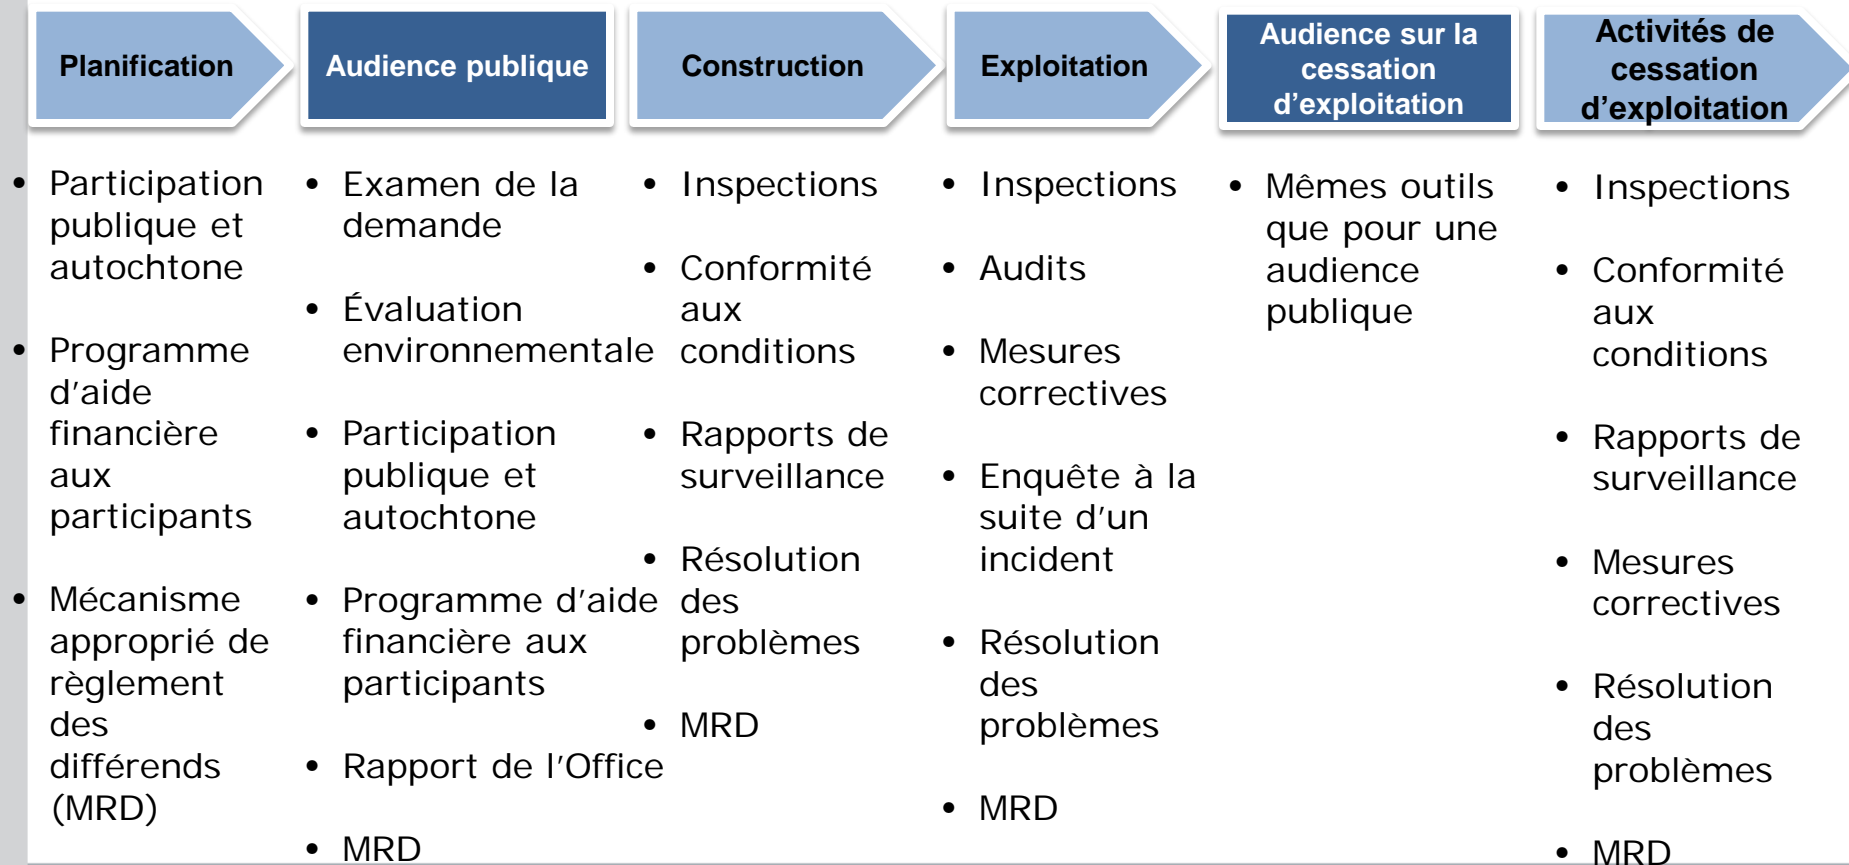 Planification
Audience publique
Construction
Exploitation
Audience sur la
cessation
d'exploitation
Activités de
cessation
d'exploitation
• Participation
publique et
autochtone
• Programme
d'aide
financière
aux
participants
• Mécanisme
approprié de
règlement
des
différends
(MRD)
• Examen de la
demande
• Évaluation
environnementale
• Participation
publique et
autochtone
• Programme d'aide
financière aux
participants
• Rapport de l'Office
• MRD
• Inspections
• Conformité
aux
conditions
• Rapports de
surveillance
• Résolution
des
problèmes
• MRD
• Inspections
• Audits
• Mesures
correctives
• Enquête à la
suite d'un
incident
• Résolution
des
problèmes
• MRD
• Mêmes outils
que pour une
audience
publique
• Inspections
• Conformité
aux
conditions
• Rapports de
surveillance
• Mesures
correctives
• Résolution
des
problèmes
• MRD